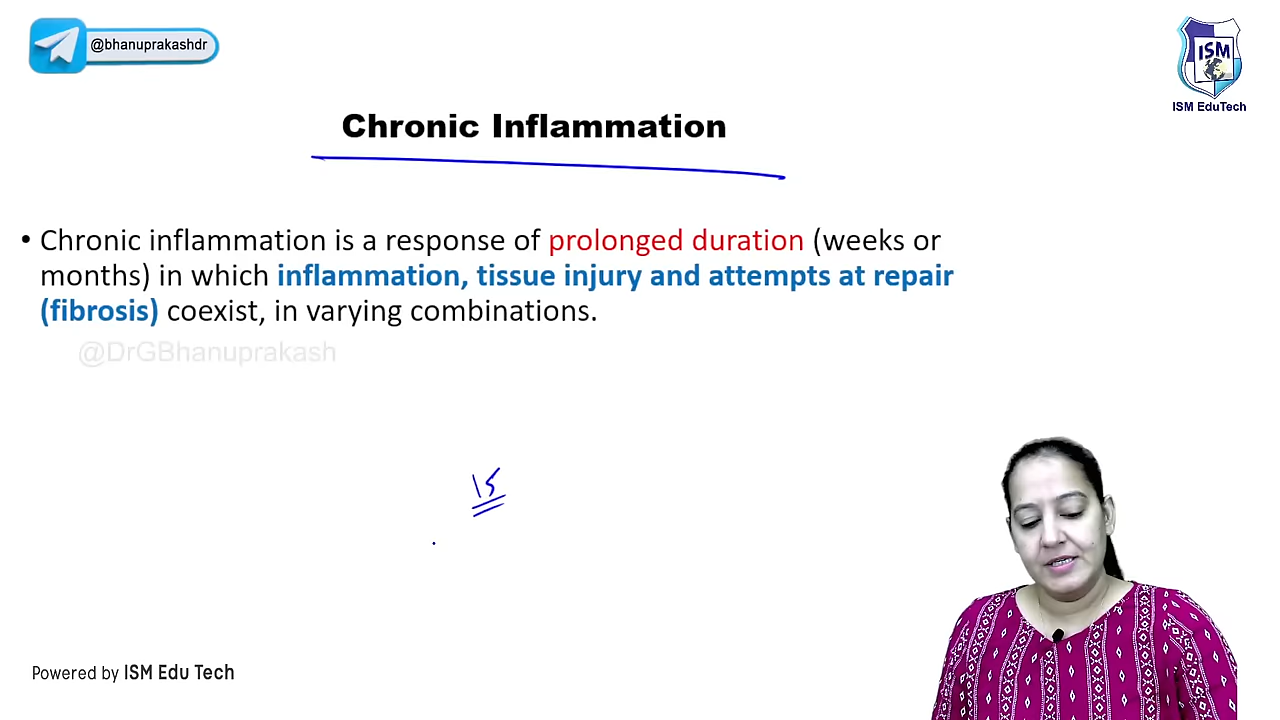 @bhanuprakashdr
ISM
ISM EduTech
Chronic Inflammation
• Chronic inflammation is a response of prolonged duration (weeks or
months) in which inflammation, tissue injury and attempts at repair
(fibrosis) coexist, in varying combinations.
@DrGBhanuprakash
15
Powered by ISM Edu Tech